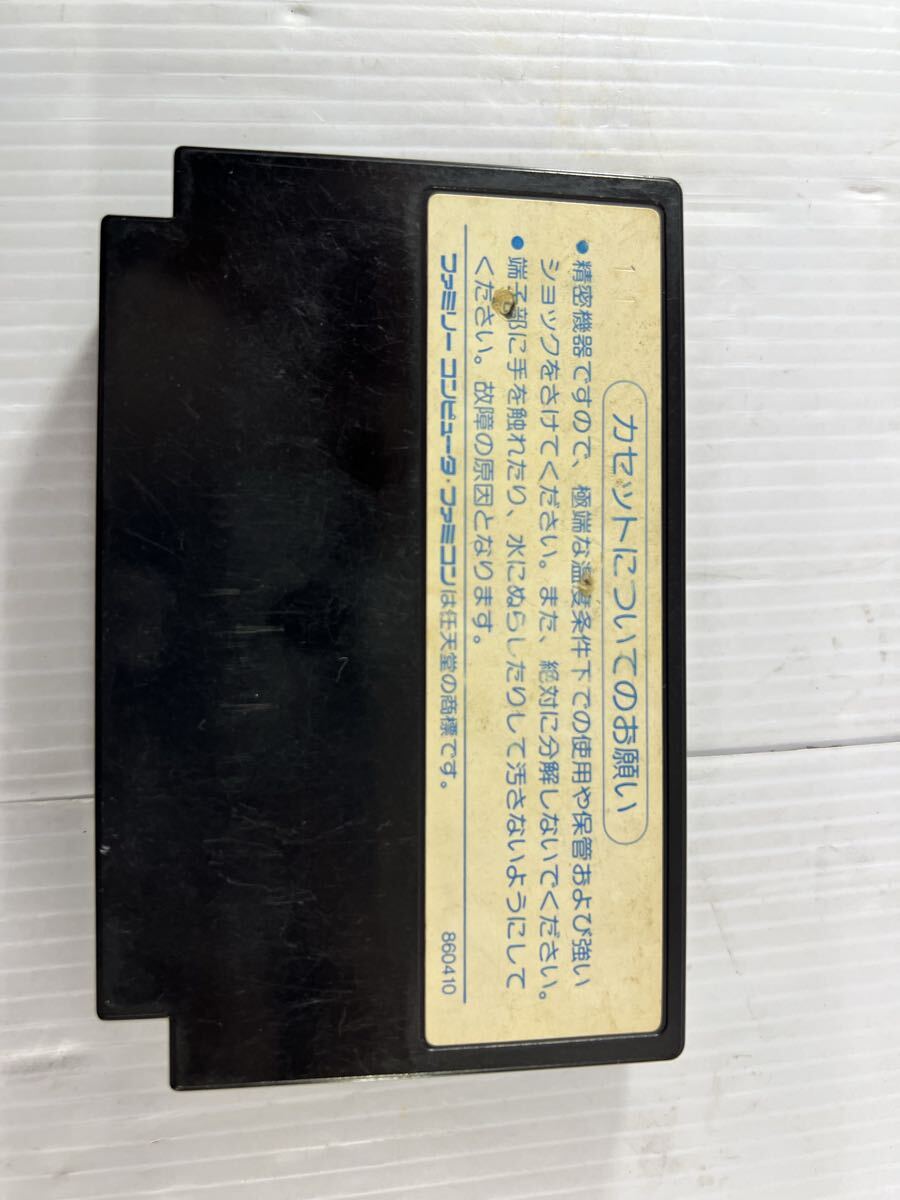 カセットについてのお願い
●精密機器ですので、極端な温度条件下での使用や保管および強い
ショックをさけてください。また、絶対に分解しないでください。
●端子部に手を触れたり、水にぬらしたりして汚さないようにして
ください。故障の原因となります。
ファミリー コンピュータ・ファミコンは任天堂の商標です。
860410